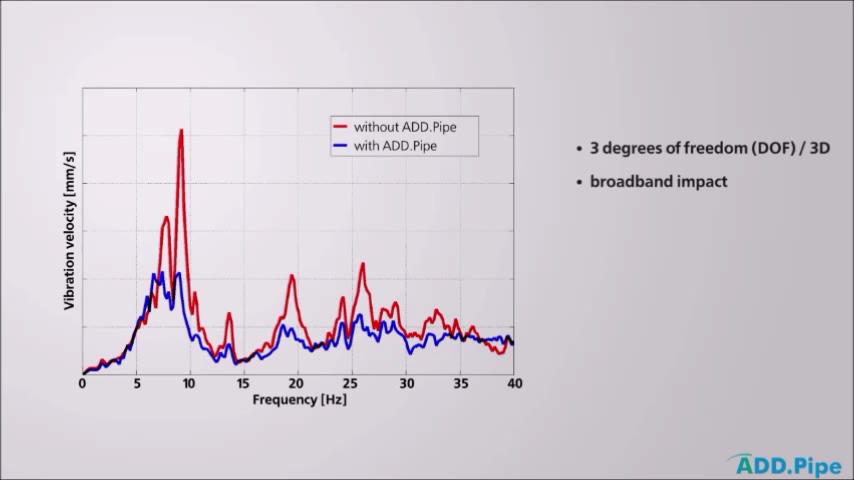 without ADD.Pipe
with ADD.Pipe
Vibration velocity [mm/s]
0 5 10 15 20 25 30 35 40
Frequency [Hz]
• 3 degrees of freedom (DOF) / 3D
• broadband impact
ADD.Pipe